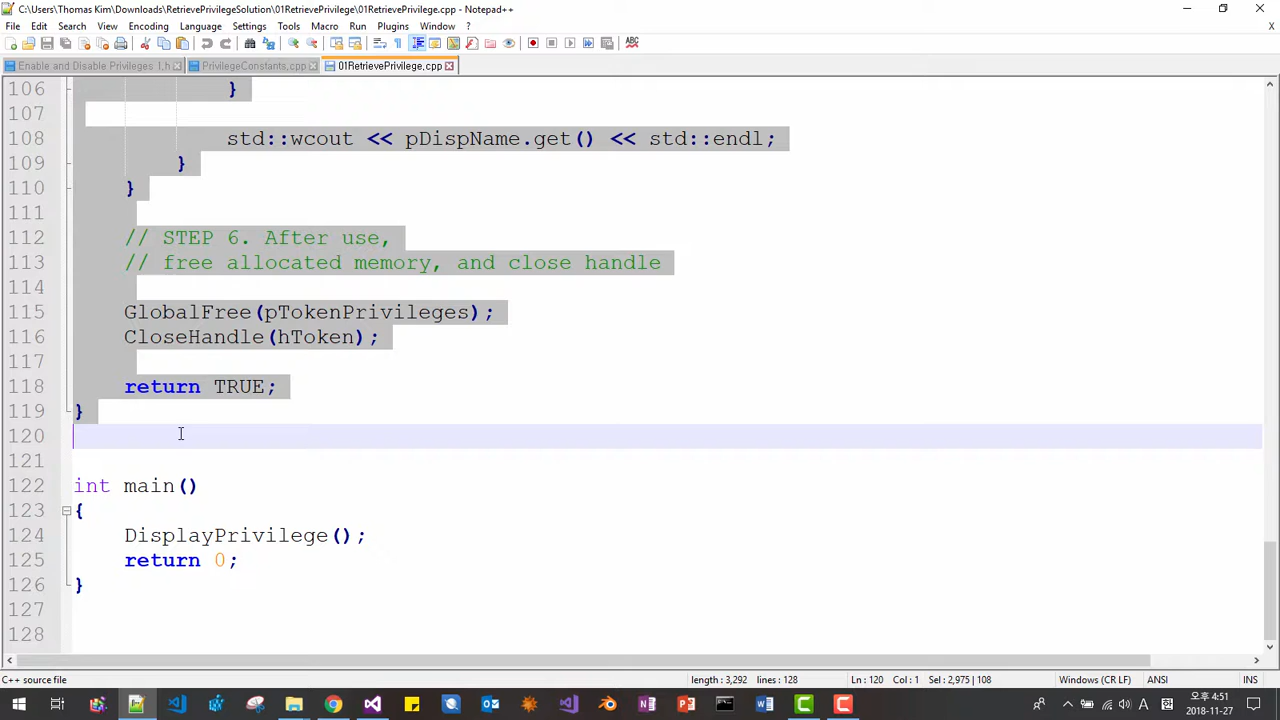 C:\Users\Thomas Kim\Downloads\RetrievePrivilegeSolution\01RetrievePrivilege\01RetrievePrivilege.cpp - Notepad++
File Edit Search View Encoding Language Settings Tools Macro Run Plugins Window ? X
Enable and Disable Privileges 1.h PrivilegeConstants.cpp 01RetrievePrivilege.cpp
106 }
107
108 std::wcout << pDispName.get() << std::endl;
109 }
110 }
111
112 // STEP 6. After use,
113 // free allocated memory, and close handle
114
115 GlobalFree(pTokenPrivileges);
116 CloseHandle(hToken);
117
118 return TRUE;
119 }
120
121
122 int main()
123 {
124 DisplayPrivilege();
125 return 0;
126 }
127
128
C++ source file length : 3,292 lines : 128 Ln : 120 Col : 1 Sel : 2,975 | 108 Windows (CR LF) ANSI INS
오후 4:51
2018-11-27